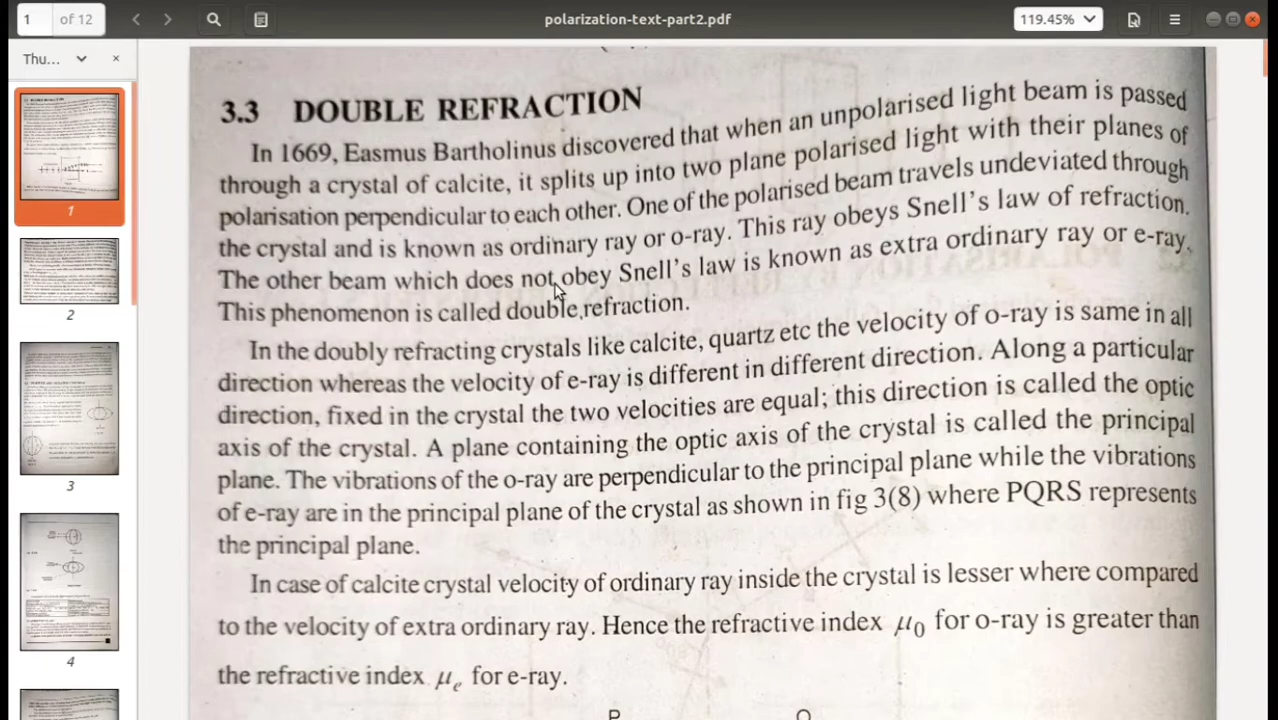 1 of 12
polarization-text-part2.pdf
119.45%
Thu...
1
2
3
4
3.3 DOUBLE REFRACTION
In 1669, Easmus Bartholinus discovered that when an unpolarised light beam is passed
through a crystal of calcite, it splits up into two plane polarised light with their planes of
polarisation perpendicular to each other. One of the polarised beam travels undeviated through
the crystal and is known as ordinary ray or o-ray. This ray obeys Snell's law of refraction.
The other beam which does not obey Snell's law is known as extra ordinary ray or e-ray.
This phenomenon is called double refraction.
In the doubly refracting crystals like calcite, quartz etc the velocity of o-ray is same in all
direction whereas the velocity of e-ray is different in different direction. Along a particular
direction, fixed in the crystal the two velocities are equal; this direction is called the optic
axis of the crystal. A plane containing the optic axis of the crystal is called the principal
plane. The vibrations of the o-ray are perpendicular to the principal plane while the vibrations
of e-ray are in the principal plane of the crystal as shown in fig 3(8) where PQRS represents
the principal plane.
In case of calcite crystal velocity of ordinary ray inside the crystal is lesser where compared
to the velocity of extra ordinary ray. Hence the refractive index μ0 for o-ray is greater than
the refractive index μe for e-ray.